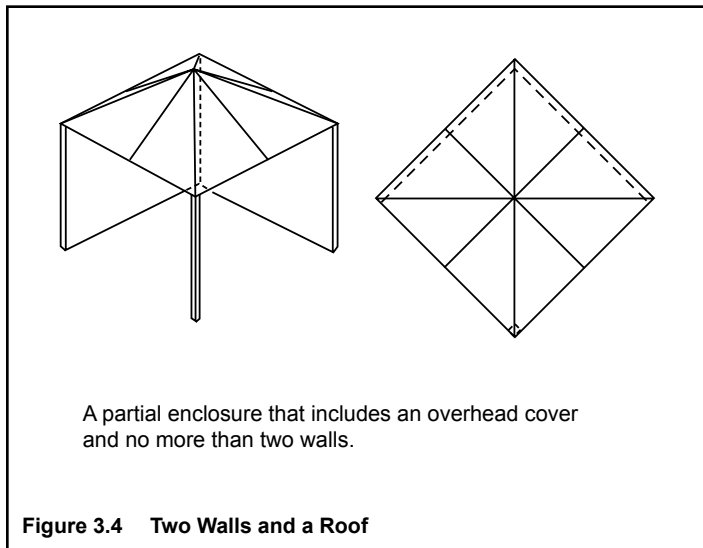 A partial enclosure that includes an overhead cover
and no more than two walls.
Figure 3.4 Two Walls and a Roof